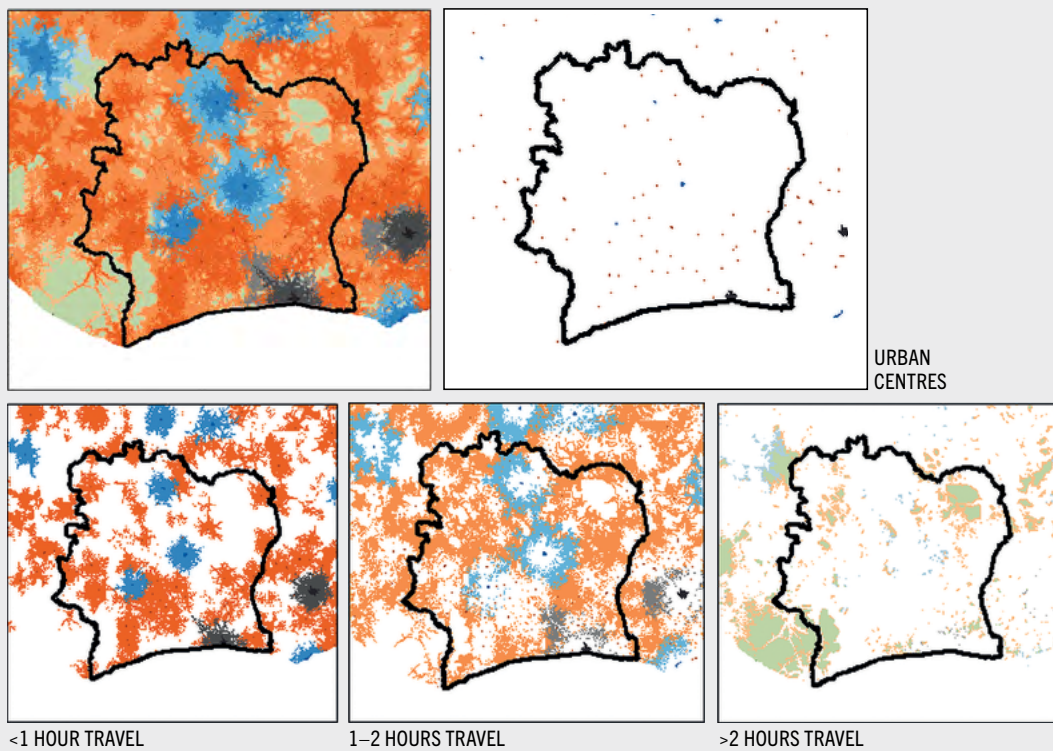 URBAN
CENTRES
<1 HOUR TRAVEL
1–2 HOURS TRAVEL
>2 HOURS TRAVEL